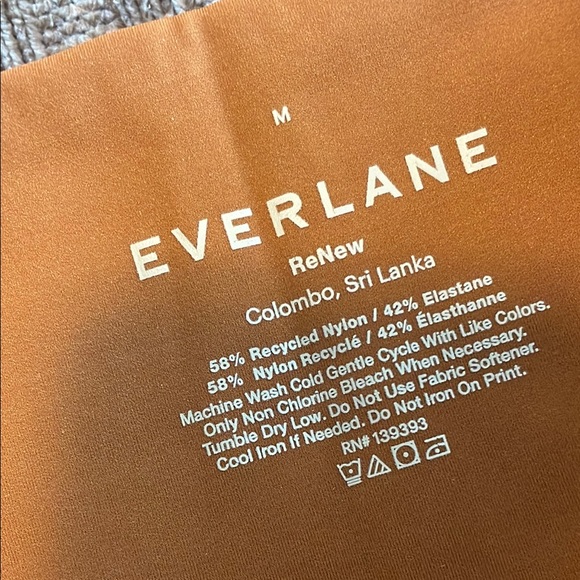 M
EVERLANE
ReNew
Colombo, Sri Lanka
58% Recycled Nylon / 42% Elastane
58% Nylon Recyclé / 42% Élasthanne
Machine Wash Cold Gentle Cycle With Like Colors.
Only Non Chlorine Bleach When Necessary.
Tumble Dry Low. Do Not Use Fabric Softener.
Cool Iron If Needed. Do Not Iron On Print.
RN# 139393